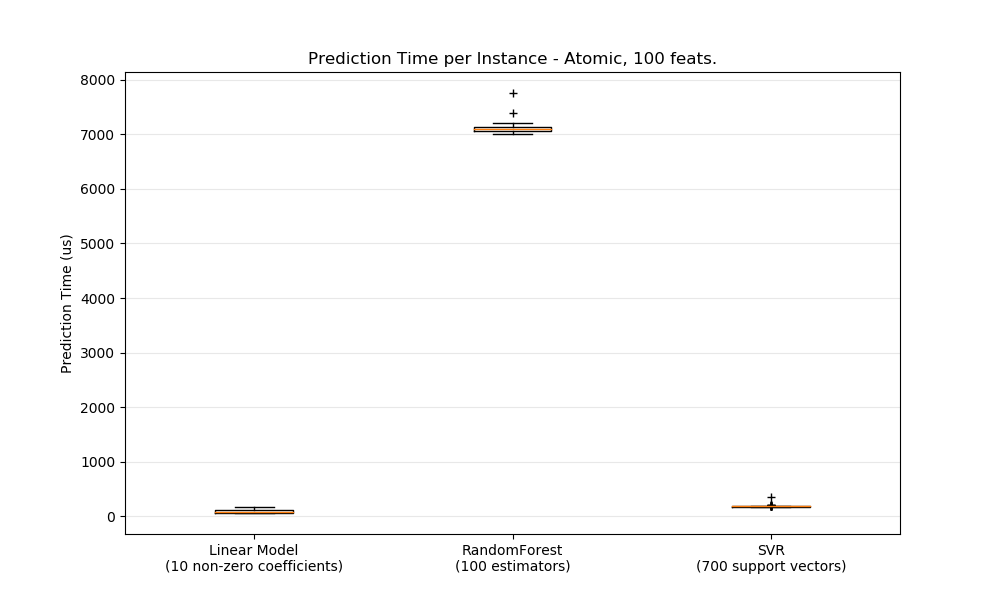 Prediction Time per Instance - Atomic, 100 feats.
8000
7000
6000
5000
4000
3000
2000
1000
0
Prediction Time (us)
Linear Model
(10 non-zero coefficients)
RandomForest
(100 estimators)
SVR
(700 support vectors)